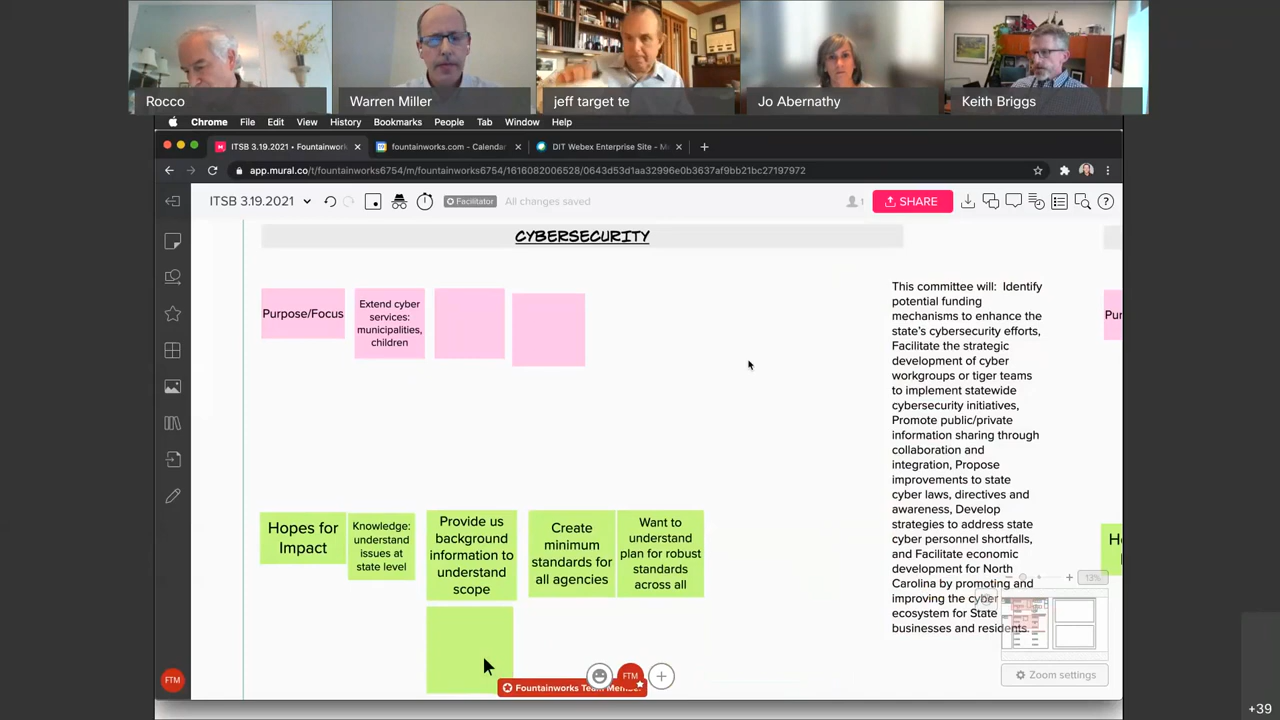 Rocco
Warren Miller
jeff target te
Jo Abernathy
Keith Briggs
Chrome File Edit View History Bookmarks People Tab Window Help
ITSB 3.19.2021 • Fountainwork
fountainworks.com - Calenda
DIT Webex Enterprise Site - M
app.mural.co/t/fountainworks6754/m/fountainworks6754/1616082006528/0643d53d1aa32996e0b3637af9bb21bc27197972
ITSB 3.19.2021
Facilitator
All changes saved
1
SHARE
CYBERSECURITY
Purpose/Focus
Extend cyber
services:
municipalities,
children
This committee will: Identify
potential funding
mechanisms to enhance the
state's cybersecurity efforts,
Facilitate the strategic
development of cyber
workgroups or tiger teams
to implement statewide
cybersecurity initiatives,
Promote public/private
information sharing through
collaboration and
integration, Propose
improvements to state
cyber laws, directives and
awareness, Develop
strategies to address state
cyber personnel shortfalls,
and Facilitate economic
development for North
Carolina by promoting and
improving the cyber
ecosystem for State
businesses and residents.
Pur
Hopes for
Impact
Knowledge:
understand
issues at
state level
Provide us
background
information to
understand
scope
Create
minimum
standards for
all agencies
Want to
understand
plan for robust
standards
across all
H
13%
Zoom settings
FTM
FTM
Fountainworks Team Member
+39